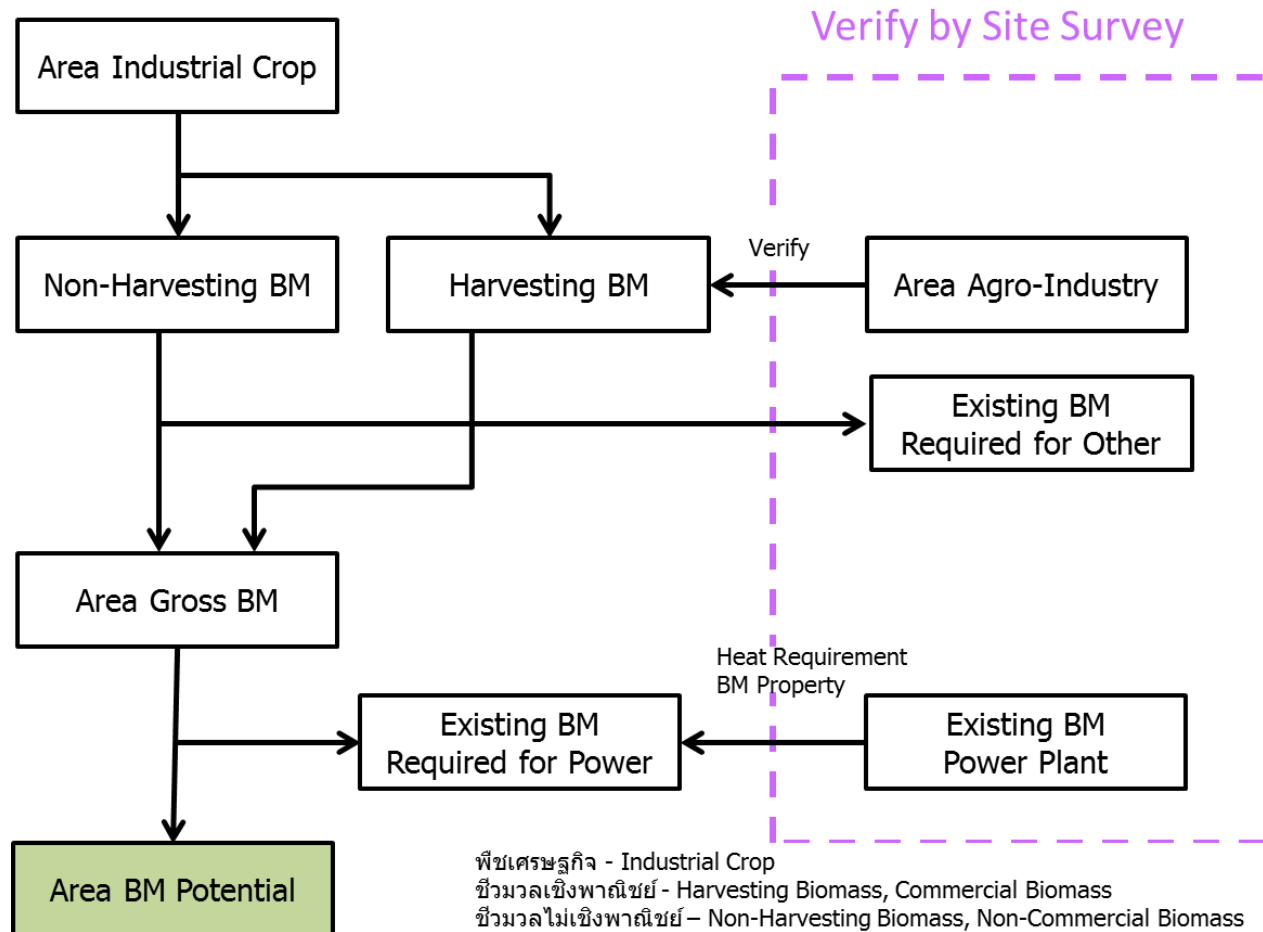 Verify by Site Survey
Area Industrial Crop
Non-Harvesting BM
Harvesting BM
Verify
Area Agro-Industry
Existing BM
Required for Other
Area Gross BM
Heat Requirement
BM Property
Existing BM
Required for Power
Existing BM
Power Plant
Area BM Potential
พืชเศรษฐกิจ - Industrial Crop
ชีวมวลเชิงพาณิชย์ - Harvesting Biomass, Commercial Biomass
ชีวมวลไม่เชิงพาณิชย์ – Non-Harvesting Biomass, Non-Commercial Biomass